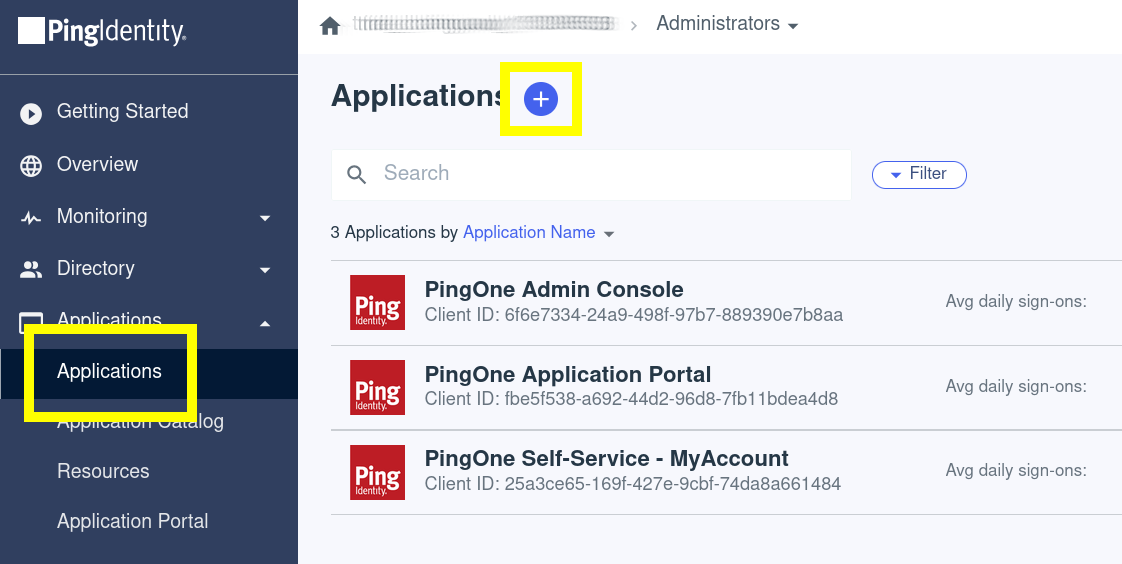 PingIdentity®
Getting Started
Overview
Monitoring
Directory
Applications
Applications
Application Catalog
Resources
Application Portal
Administrators
Applications
Search
Filter
3 Applications by Application Name
Ping Identity.
PingOne Admin Console
Client ID: 6f6e7334-24a9-498f-97b7-889390e7b8aa
Avg daily sign-ons:
Ping Identity.
PingOne Application Portal
Client ID: fbe5f538-a692-44d2-96d8-7fb11bdea4d8
Avg daily sign-ons:
Ping Identity.
PingOne Self-Service - MyAccount
Client ID: 25a3ce65-169f-427e-9cbf-74da8a661484
Avg daily sign-ons: